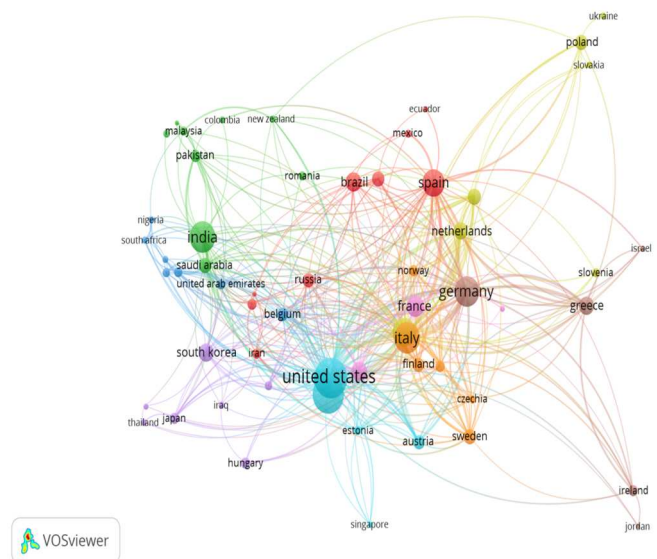 ukraine
poland
slovakia
ecuador
colombia
new zealand
malaysia
mexico
pakistan
romania
brazil
spain
nigeria
india
netherlands
south africa
israel
saudi arabia
norway
slovenia
united arab emirates
russia
germany
france
greece
belgium
italy
south korea
iran
finland
united states
czechia
iraq
japan
thailand
estonia
austria
sweden
hungary
ireland
singapore
jordan
VOSviewer